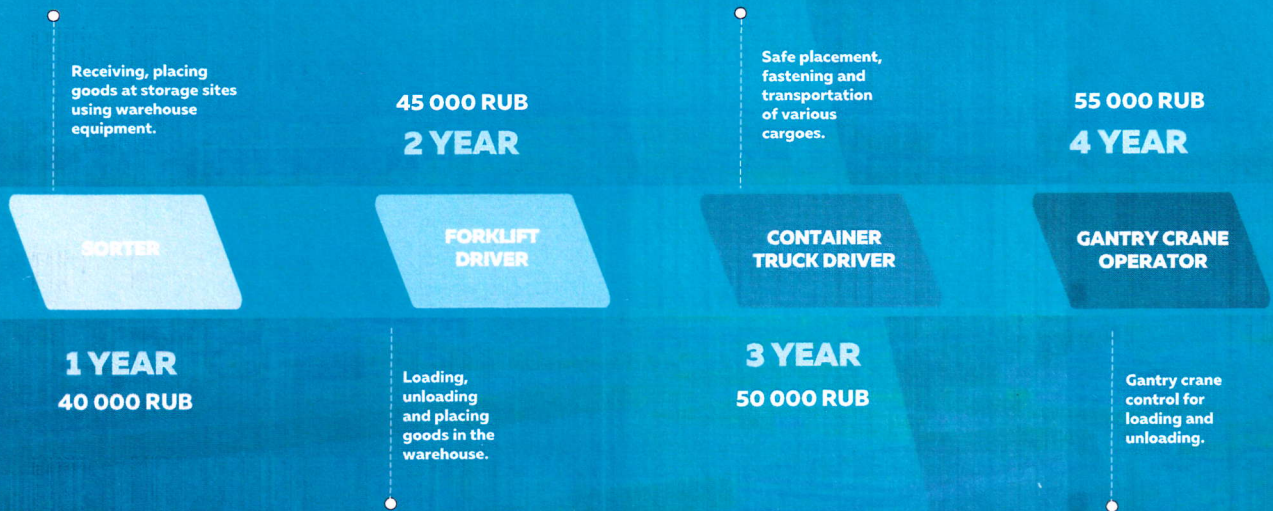 Receiving, placing
goods at storage sites
using warehouse
equipment.
SORTER
1 YEAR
40 000 RUB
45 000 RUB
2 YEAR
FORKLIFT
DRIVER
Loading,
unloading
and placing
goods in the
warehouse.
Safe placement,
fastening and
transportation
of various
cargoes.
CONTAINER
TRUCK DRIVER
3 YEAR
50 000 RUB
55 000 RUB
4 YEAR
GANTRY CRANE
OPERATOR
Gantry crane
control for
loading and
unloading.